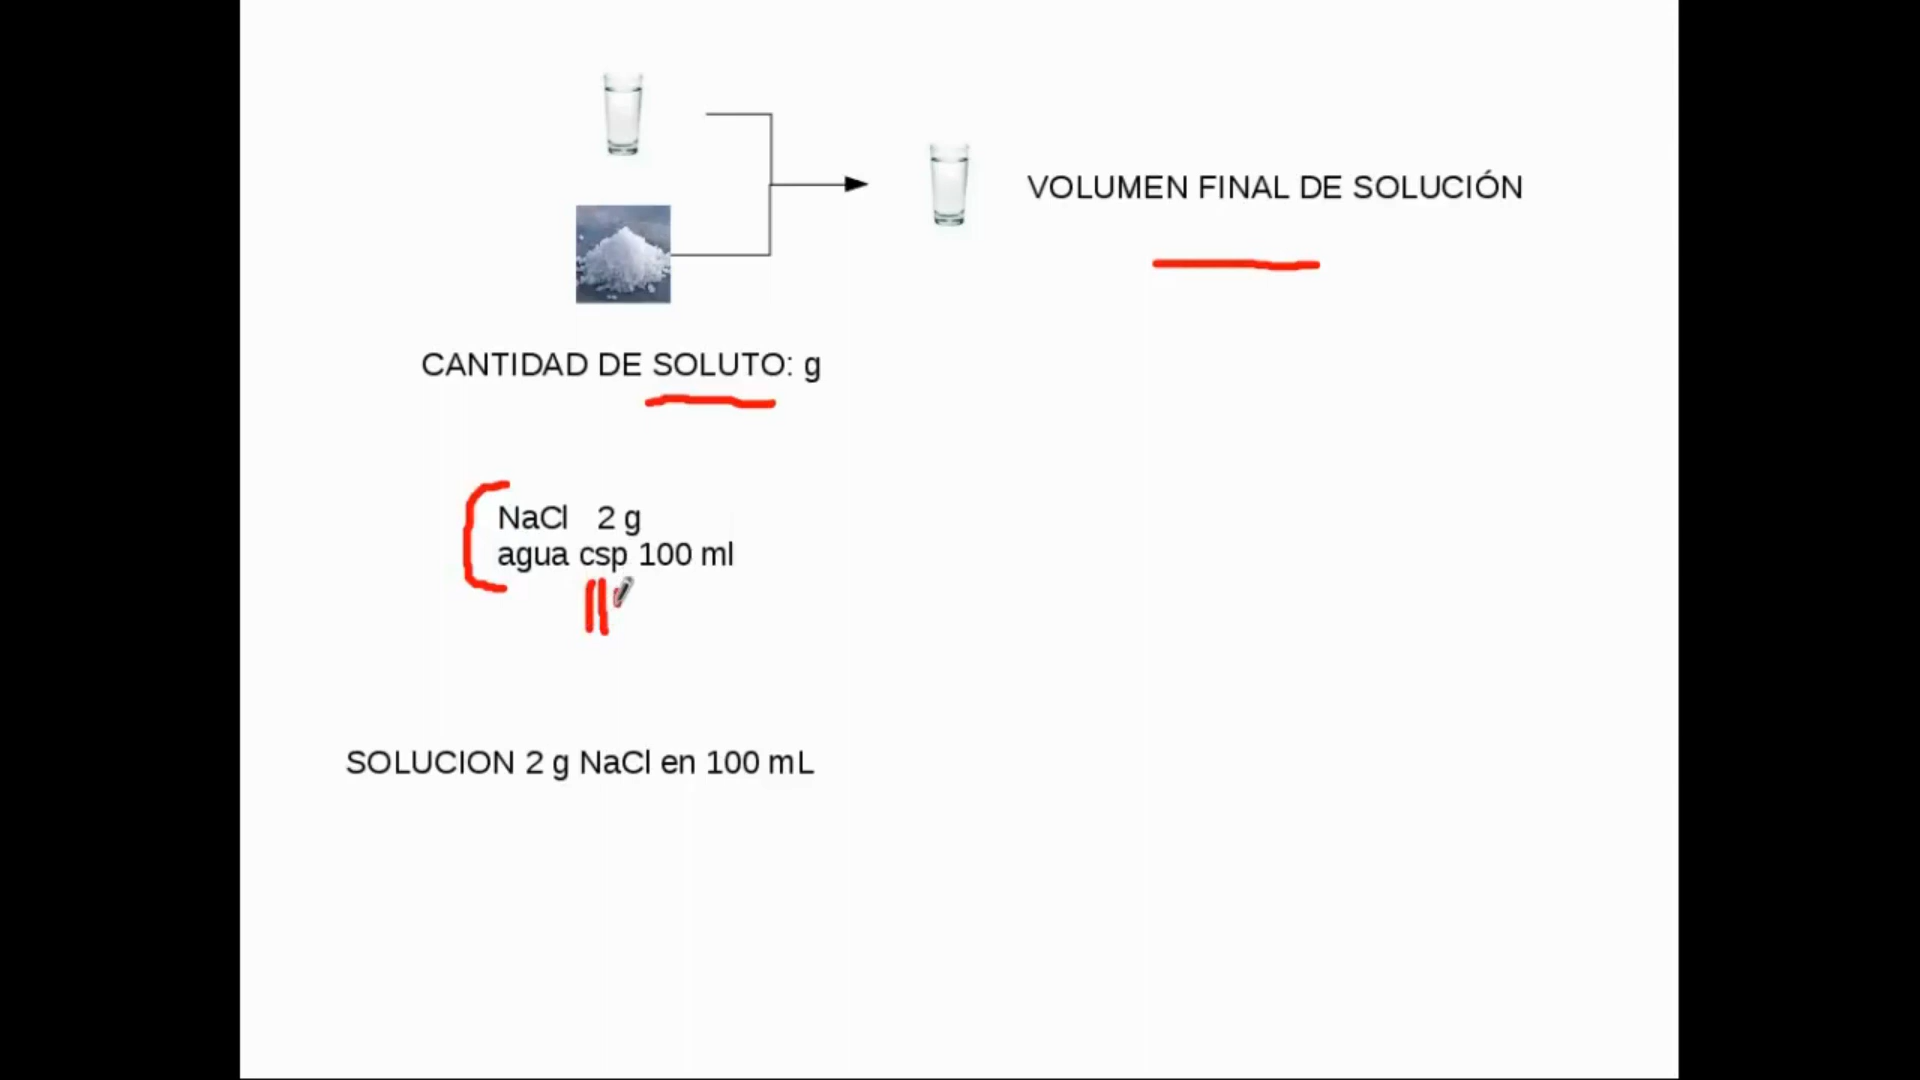 VOLUMEN FINAL DE SOLUCIÓN
CANTIDAD DE SOLUTO: g
NaCl 2 g
agua csp 100 ml
SOLUCION 2 g NaCl en 100 mL